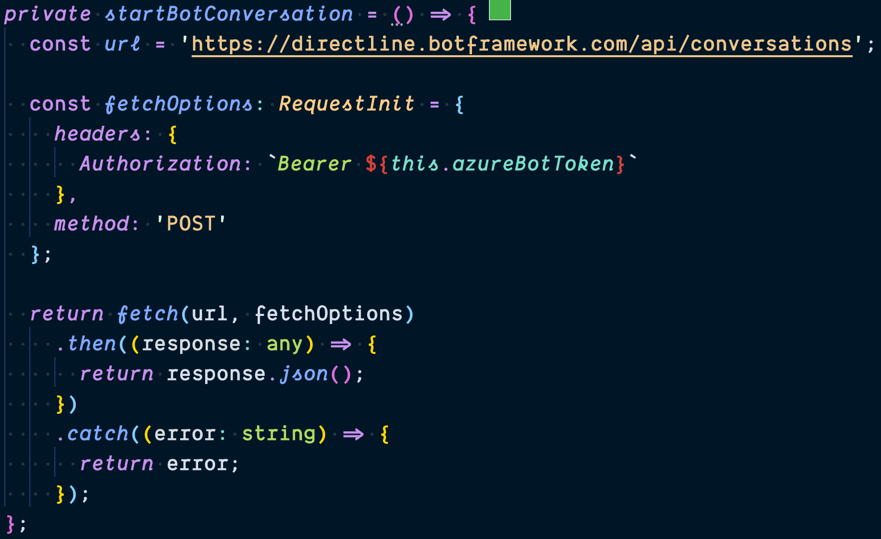 private startBotConversation = () => {
const url = 'https://directline.botframework.com/api/conversations';
const fetchOptions: RequestInit = {
headers: {
Authorization: `Bearer ${this.azureBotToken}`
},
method: 'POST'
};
return fetch(url, fetchOptions)
.then((response: any) => {
return response.json();
})
.catch((error: string) => {
return error;
});
};